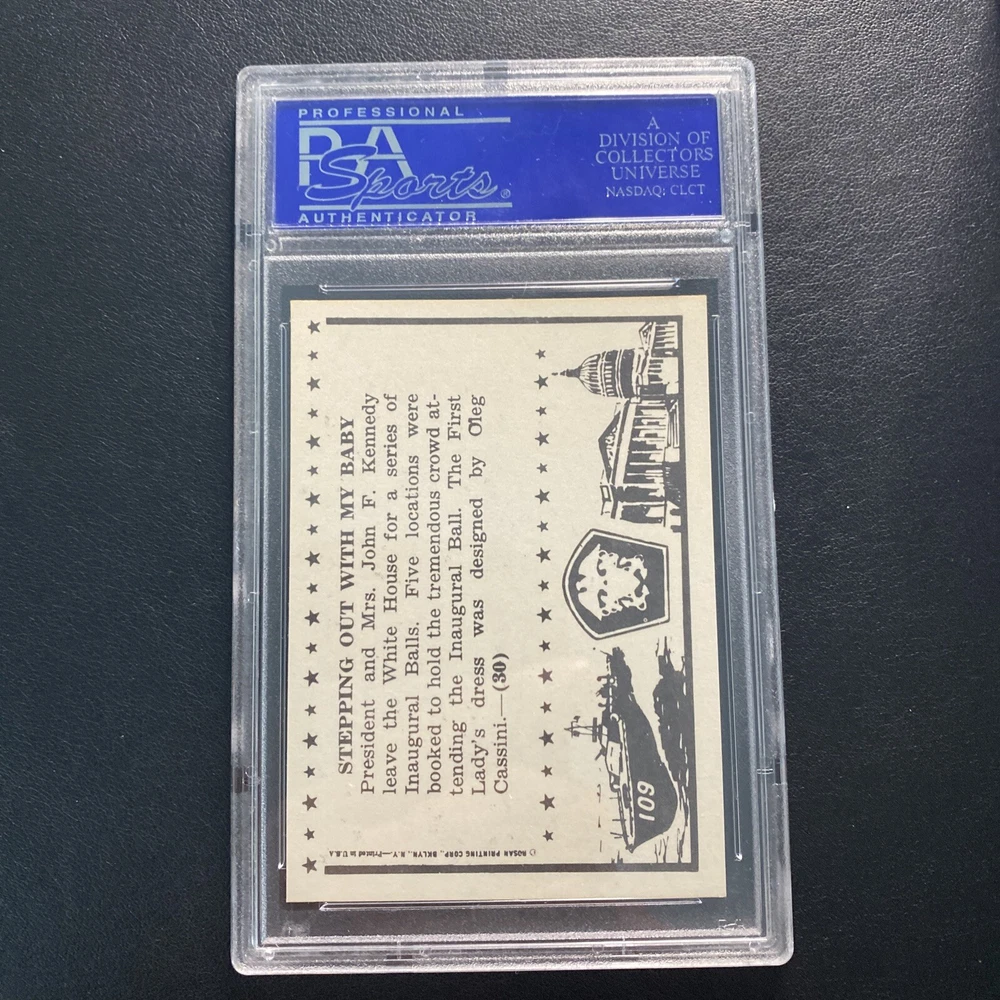 PROFESSIONAL
PSA
Sports®
AUTHENTICATOR
A
DIVISION OF
COLLECTORS
UNIVERSE
NASDAQ: CLCT
STEPPING OUT WITH MY BABY
President and Mrs. John F. Kennedy
leave the White House for a series of
Inaugural Balls. Five locations were
booked to hold the tremendous crowd at-
tending the Inaugural Ball. The First
Lady's dress was designed by Oleg
Cassini.—(30)
109
© ROSAN PRINTING CORP., BKLYN., N.Y.—Printed in U.S.A.